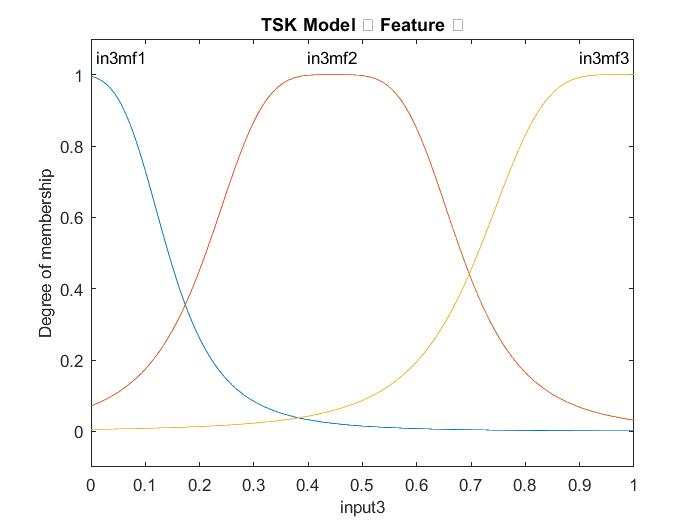 TSK Model □ Feature □
in3mf1 in3mf2 in3mf3
1
0.8
0.6
0.4
0.2
0
Degree of membership
0 0.1 0.2 0.3 0.4 0.5 0.6 0.7 0.8 0.9 1
input3